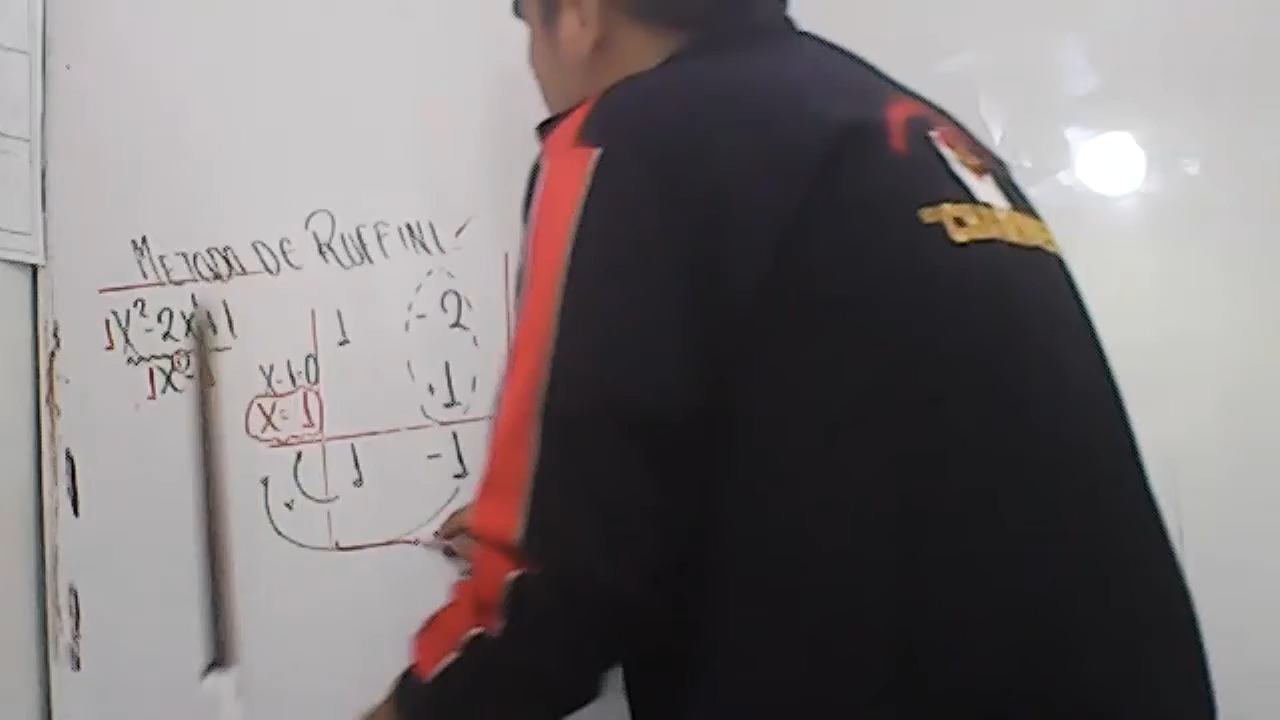 METODO DE RUFFINI
1x²-2x+1
1 -2
x-1=0
1x
x=1
·1
1 -1